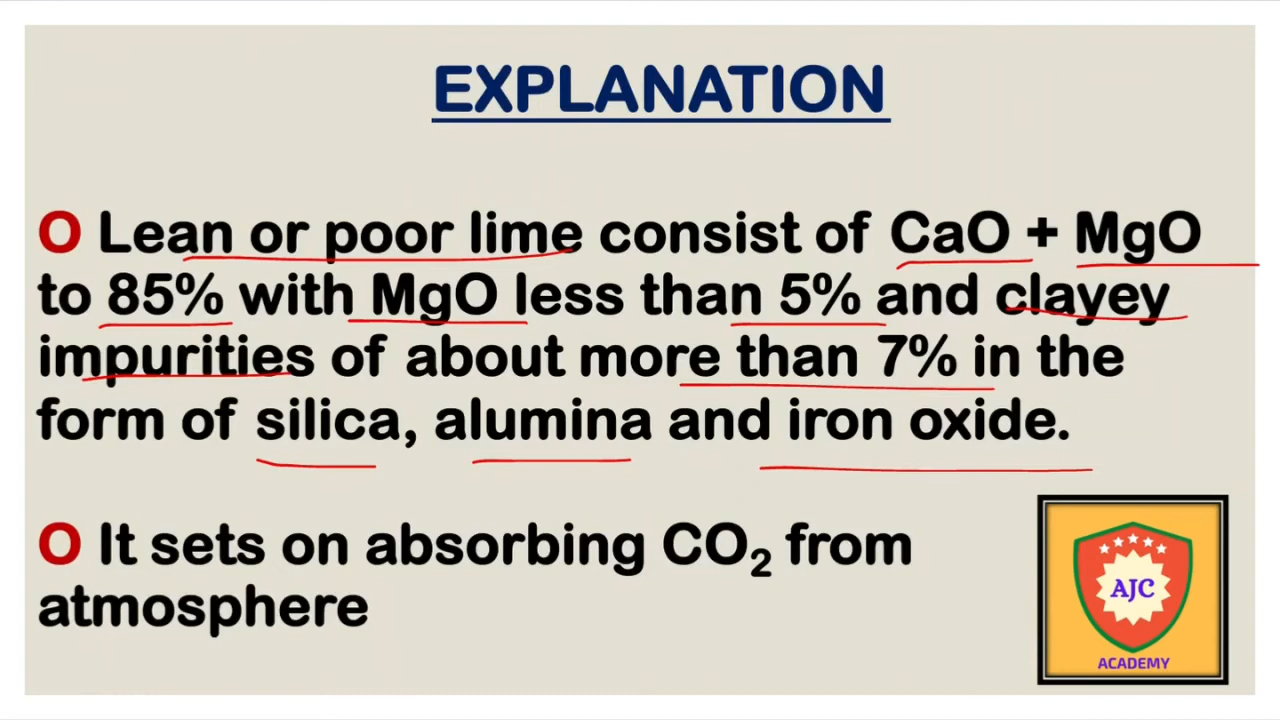 EXPLANATION
O Lean or poor lime consist of CaO + MgO
to 85% with MgO less than 5% and clayey
impurities of about more than 7% in the
form of silica, alumina and iron oxide.
O It sets on absorbing CO₂ from
atmosphere
AJC
ACADEMY